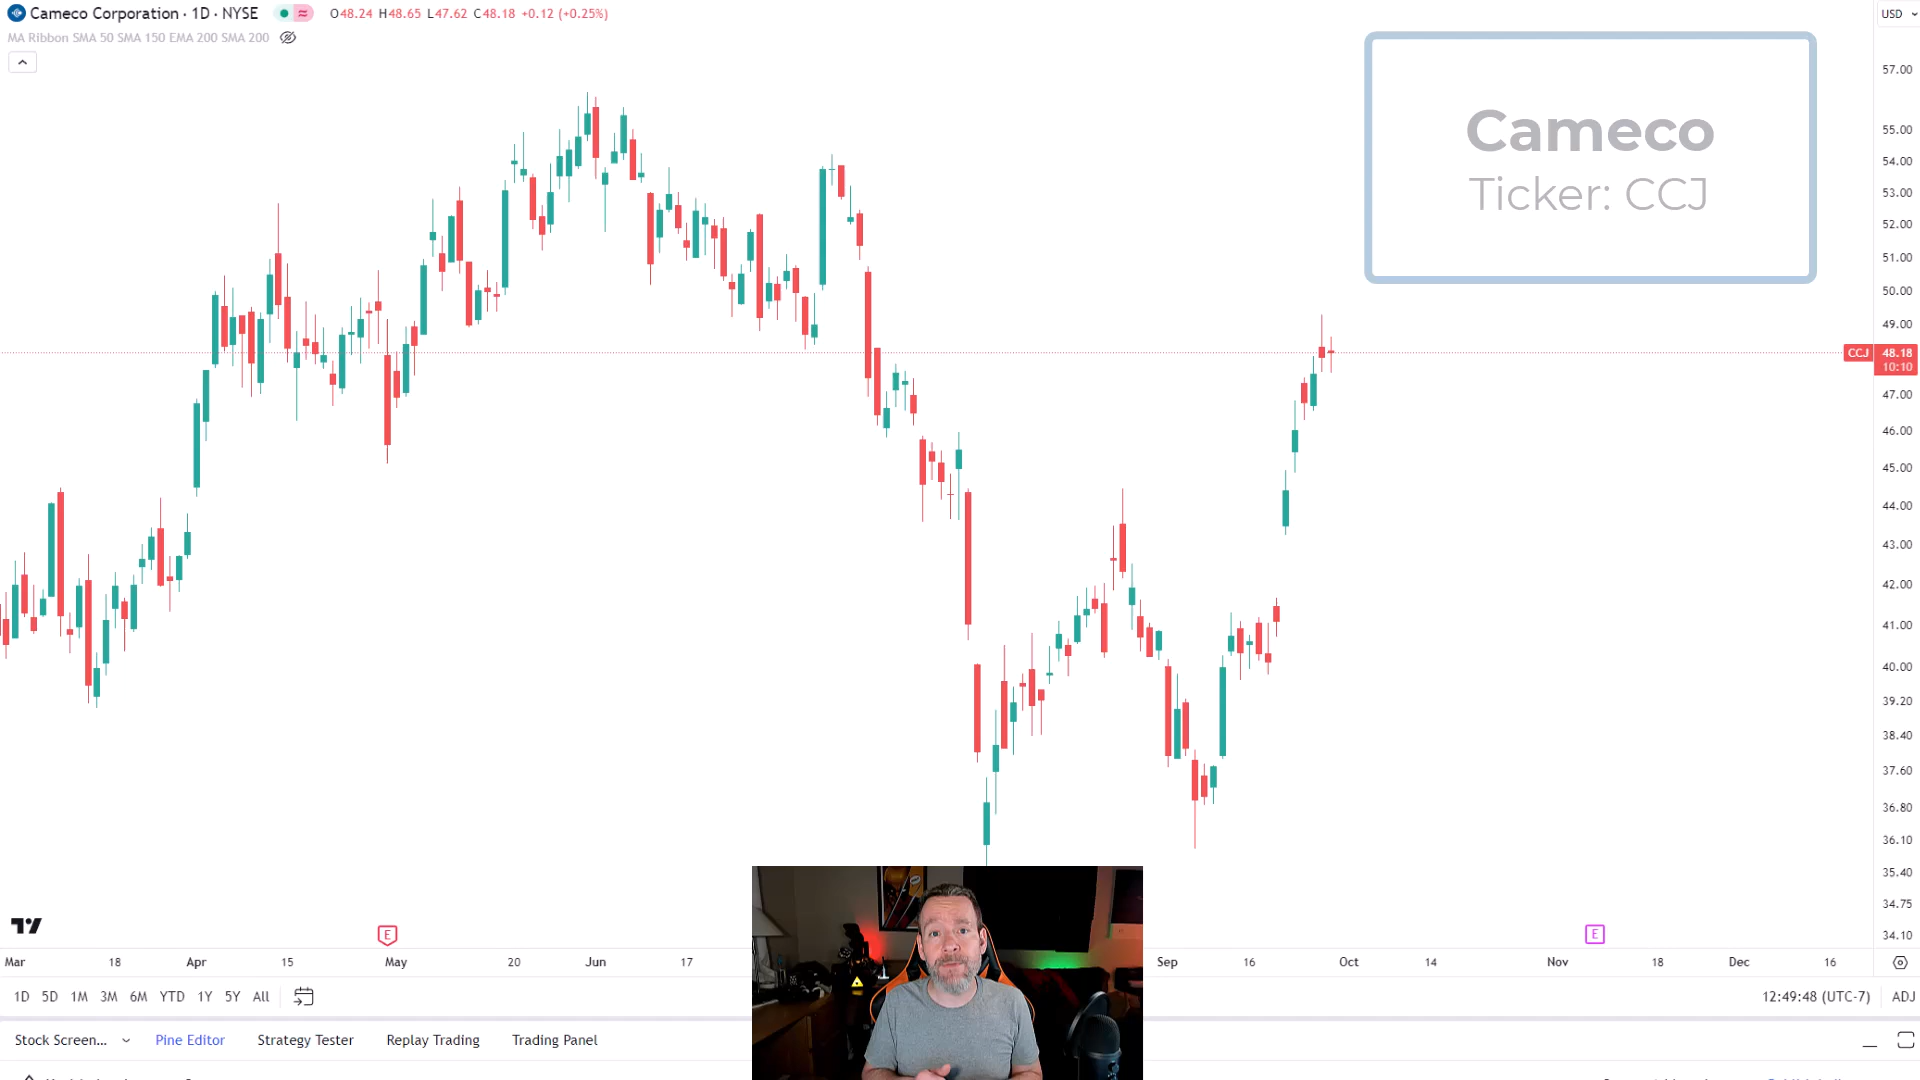 Cameco Corporation · 1D · NYSE
O48.24 H48.65 L47.62 C48.18 +0.12 (+0.25%)
USD
MA Ribbon SMA 50 SMA 150 EMA 200 SMA 200
Cameco
Ticker: CCJ
57.00
55.00
54.00
53.00
52.00
51.00
50.00
49.00
CCJ 48.18
10:10
47.00
46.00
45.00
44.00
43.00
42.00
41.00
40.00
39.20
38.40
37.60
36.80
36.10
35.40
34.75
34.10
E
E
Mar 18 Apr 15 May 20 Jun 17 Sep 16 Oct 14 Nov 18 Dec 16
1D 5D 1M 3M 6M YTD 1Y 5Y All
12:49:48 (UTC-7) ADJ
Stock Screen... Pine Editor Strategy Tester Replay Trading Trading Panel